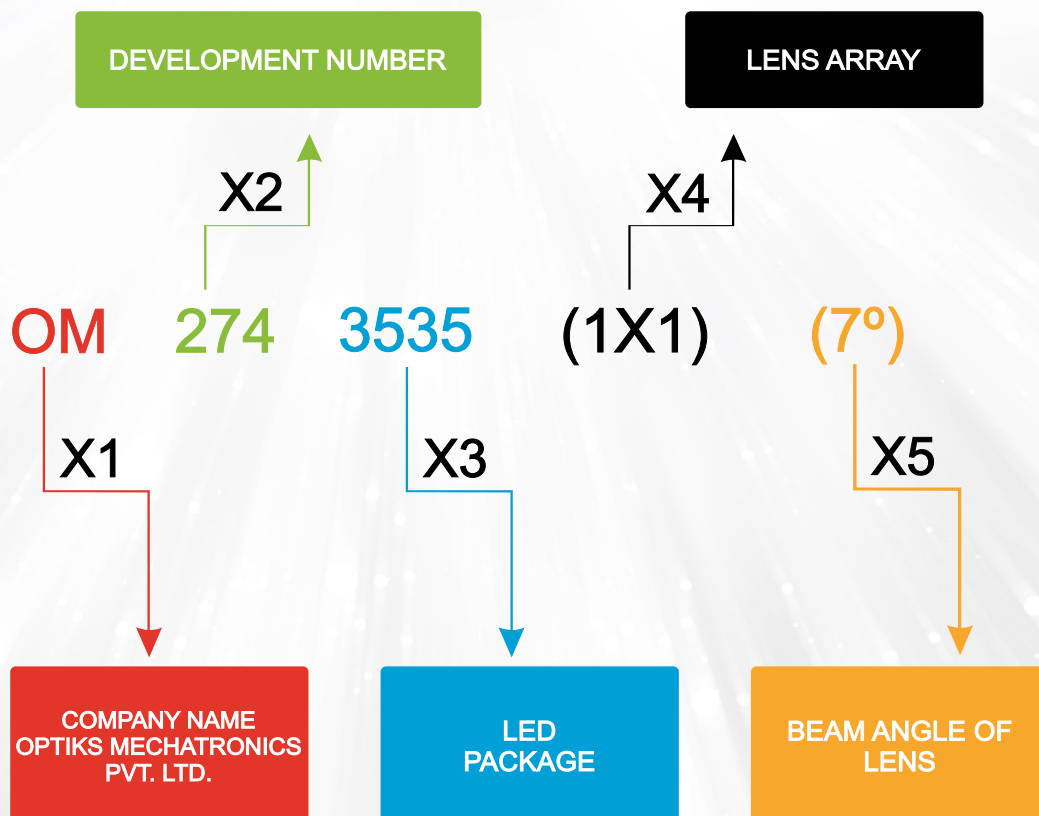 DEVELOPMENT NUMBER
LENS ARRAY
X2
X4
OM 274 3535 (1X1) (7º)
X1
X3
X5
COMPANY NAME
OPTIKS MECHATRONICS
PVT. LTD.
LED
PACKAGE
BEAM ANGLE OF
LENS